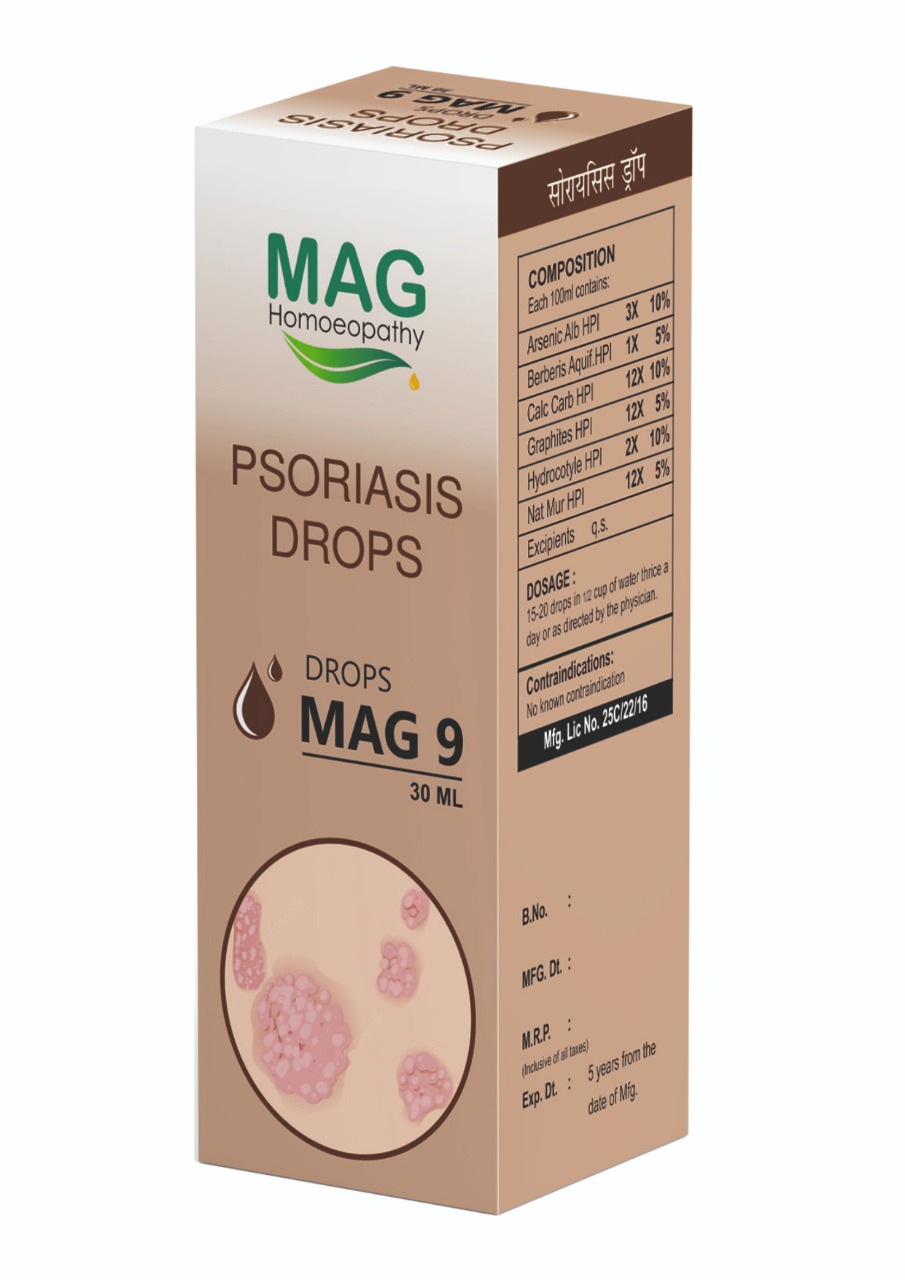 PSORIASIS
DROPS
DROPS
MAG 9
30 ML
MAG
Homoeopathy
PSORIASIS
DROPS
DROPS
MAG 9
30 ML
सोरायसिस ड्रॉप
COMPOSITION
Each 100ml contains:
Arsenic Alb HPI 3X 10%
Berberis Aquif.HPI 1X 5%
Calc Carb HPI 12X 10%
Graphites HPI 12X 5%
Hydrocotyle HPI 2X 10%
Nat Mur HPI 12X 5%
Excipients q.s.
DOSAGE :
15-20 drops in 1/2 cup of water thrice a
day or as directed by the physician.
Contraindications:
No known contraindication
Mfg. Lic No. 25C/22/16
B.No. :
MFG. Dt. :
M.R.P. :
(Inclusive of all taxes)
Exp. Dt. : 5 years from the
date of Mfg.